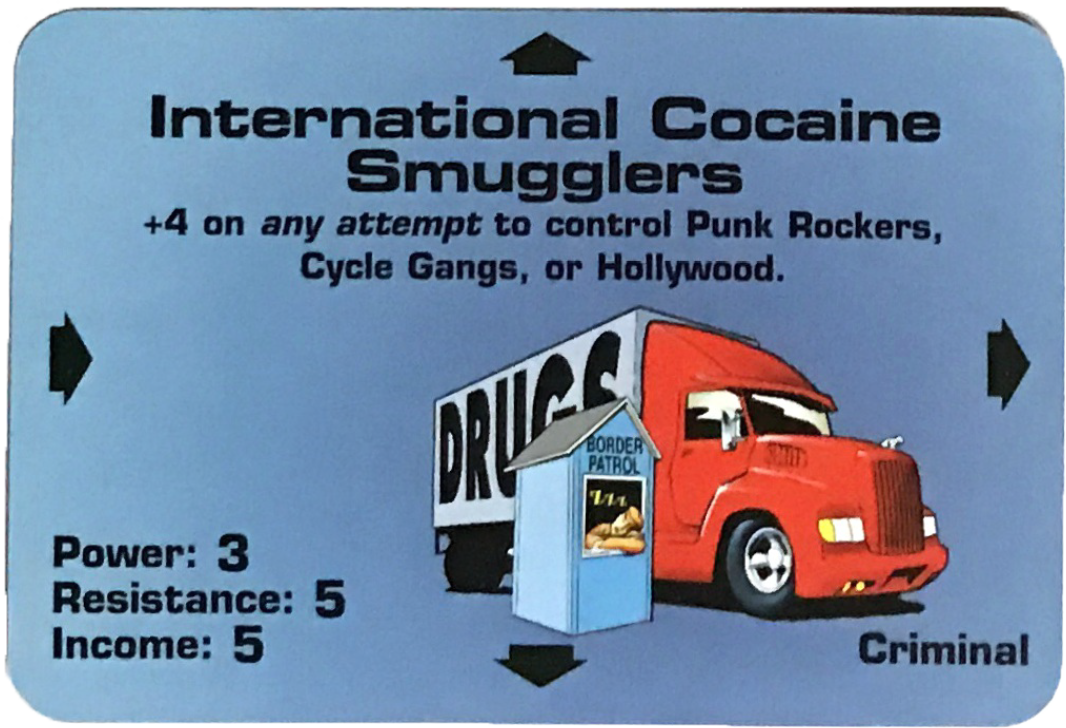 International Cocaine
Smugglers
+4 on any attempt to control Punk Rockers,
Cycle Gangs, or Hollywood.
DRUGS
BORDER
PATROL
zzz
Power: 3
Resistance: 5
Income: 5
Criminal